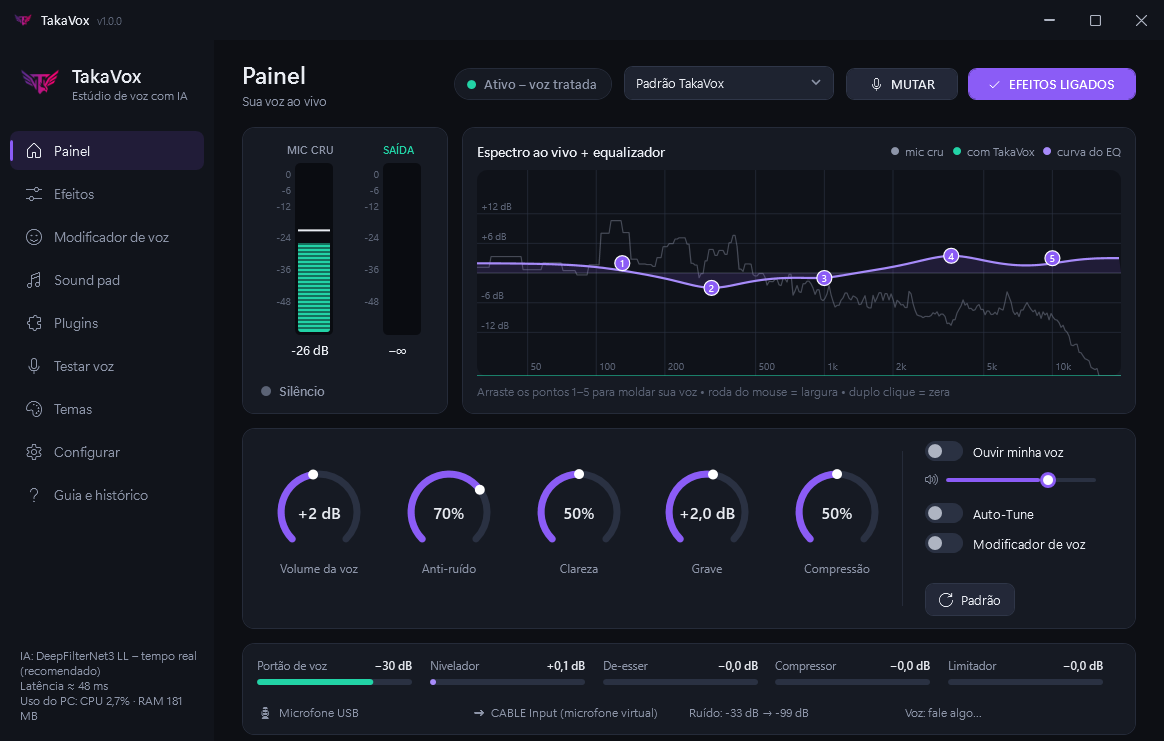 TakaVox v1.0.0
TakaVox
Estúdio de voz com IA
Painel
Efeitos
Modificador de voz
Sound pad
Plugins
Testar voz
Temas
Configurar
Guia e histórico
IA: DeepFilterNet3 LL – tempo real
(recomendado)
Latência ≈ 48 ms
Uso do PC: CPU 2,7% · RAM 181
MB
Painel
Sua voz ao vivo
Ativo – voz tratada
Padrão TakaVox
MUTAR
EFEITOS LIGADOS
MIC CRU
SAÍDA
0 0
-6 -6
-12 -12
-24 -24
-36 -36
-48 -48
-26 dB
–∞
Silêncio
Espectro ao vivo + equalizador
mic cru
com TakaVox
curva do EQ
+12 dB
+6 dB
-6 dB
-12 dB
1 2 3 4 5
50 100 200 500 1k 2k 5k 10k
Arraste os pontos 1–5 para moldar sua voz • roda do mouse = largura • duplo clique = zera
+2 dB
Volume da voz
70%
Anti-ruído
50%
Clareza
+2,0 dB
Grave
50%
Compressão
Ouvir minha voz
Auto-Tune
Modificador de voz
Padrão
Portão de voz –30 dB
Nivelador +0,1 dB
De-esser –0,0 dB
Compressor –0,0 dB
Limitador –0,0 dB
Microfone USB
→ CABLE Input (microfone virtual)
Ruído: -33 dB → -99 dB
Voz: fale algo...